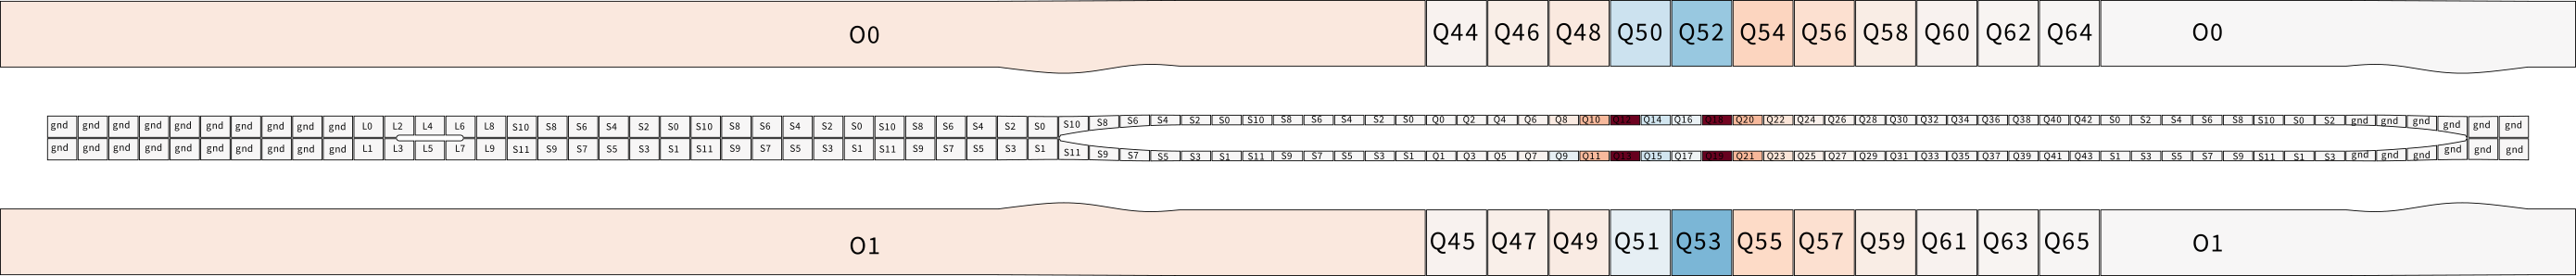 O0 Q44 Q46 Q48 Q50 Q52 Q54 Q56 Q58 Q60 Q62 Q64 O0
gnd gnd gnd gnd gnd gnd gnd gnd gnd gnd L0 L2 L4 L6 L8 S10 S8 S6 S4 S2 S0 S10 S8 S6 S4 S2 S0 S10 S8 S6 S4 S2 S0 S10 S8 S6 S4 S2 S0 S10 S8 S6 S4 S2 S0 Q0 Q2 Q4 Q6 Q8 Q10 Q12 Q14 Q16 Q18 Q20 Q22 Q24 Q26 Q28 Q30 Q32 Q34 Q36 Q38 Q40 Q42 S0 S2 S4 S6 S8 S10 S0 S2 gnd gnd gnd gnd gnd gnd
gnd gnd gnd gnd gnd gnd gnd gnd gnd gnd L1 L3 L5 L7 L9 S11 S9 S7 S5 S3 S1 S11 S9 S7 S5 S3 S1 S11 S9 S7 S5 S3 S1 S11 S9 S7 S5 S3 S1 S11 S9 S7 S5 S3 S1 Q1 Q3 Q5 Q7 Q9 Q11 Q13 Q15 Q17 Q19 Q21 Q23 Q25 Q27 Q29 Q31 Q33 Q35 Q37 Q39 Q41 Q43 S1 S3 S5 S7 S9 S11 S1 S3 gnd gnd gnd gnd gnd gnd
O1 Q45 Q47 Q49 Q51 Q53 Q55 Q57 Q59 Q61 Q63 Q65 O1